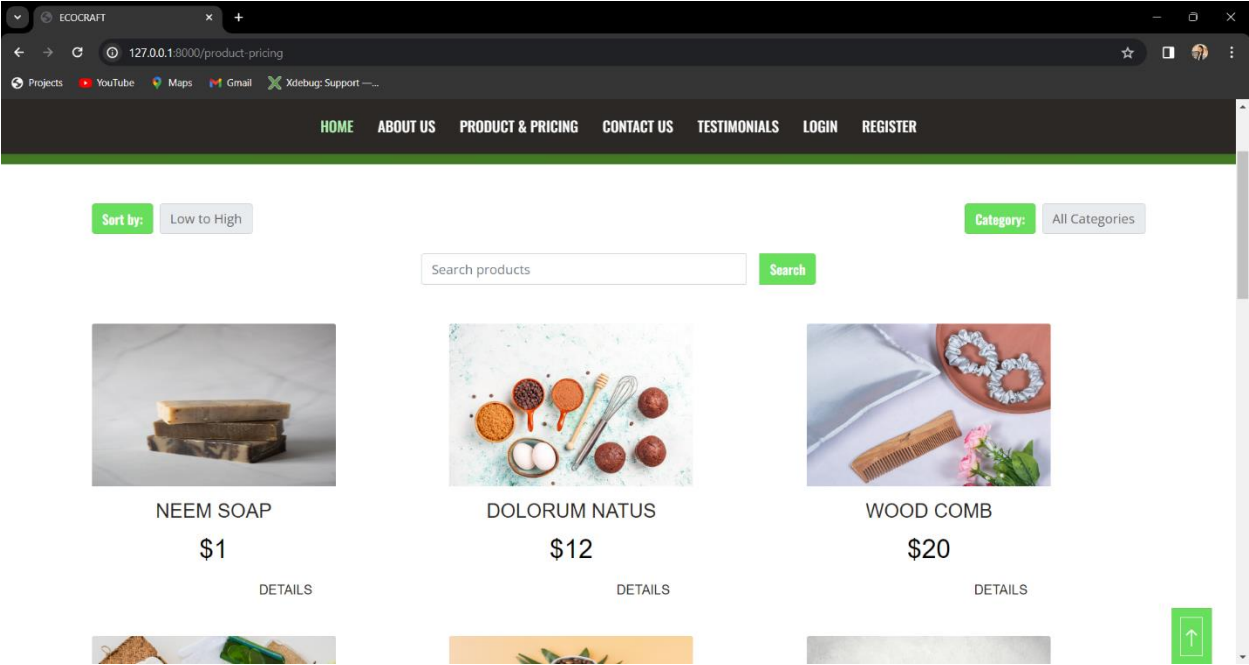 ECOCRAFT
127.0.0.1:8000/product-pricing
Projects YouTube Maps Gmail Xdebug: Support —...
HOME ABOUT US PRODUCT & PRICING CONTACT US TESTIMONIALS LOGIN REGISTER
Sort by: Low to High Category: All Categories
Search products Search
NEEM SOAP DOLORUM NATUS WOOD COMB
$1 $12 $20
DETAILS DETAILS DETAILS